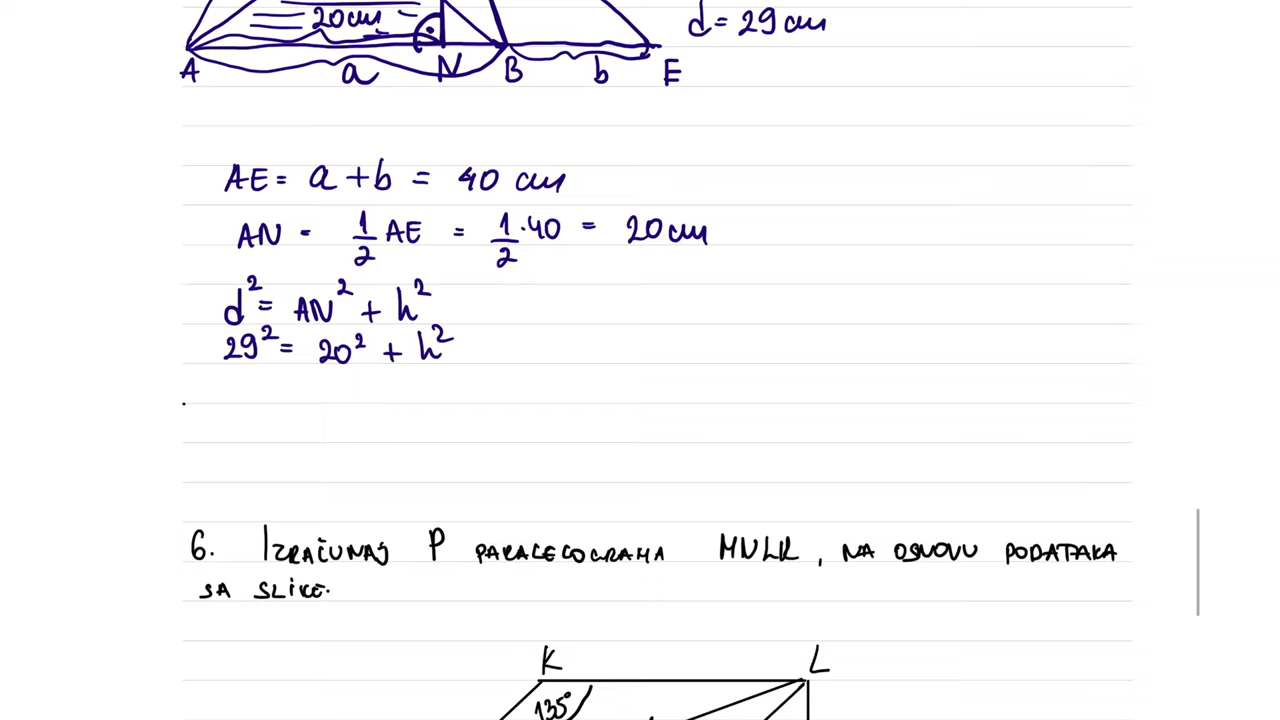 20cm
d = 29 cm
A a N B b E
AE = a + b = 40 cm
AN = 1/2 AE = 1/2 · 40 = 20 cm
d² = AN² + h²
29² = 20² + h²
6. IZRAČUNAJ P PARALELOGRAMA MNLK, NA OSNOVU PODATAKA
SA SLIKE.
K L
135°